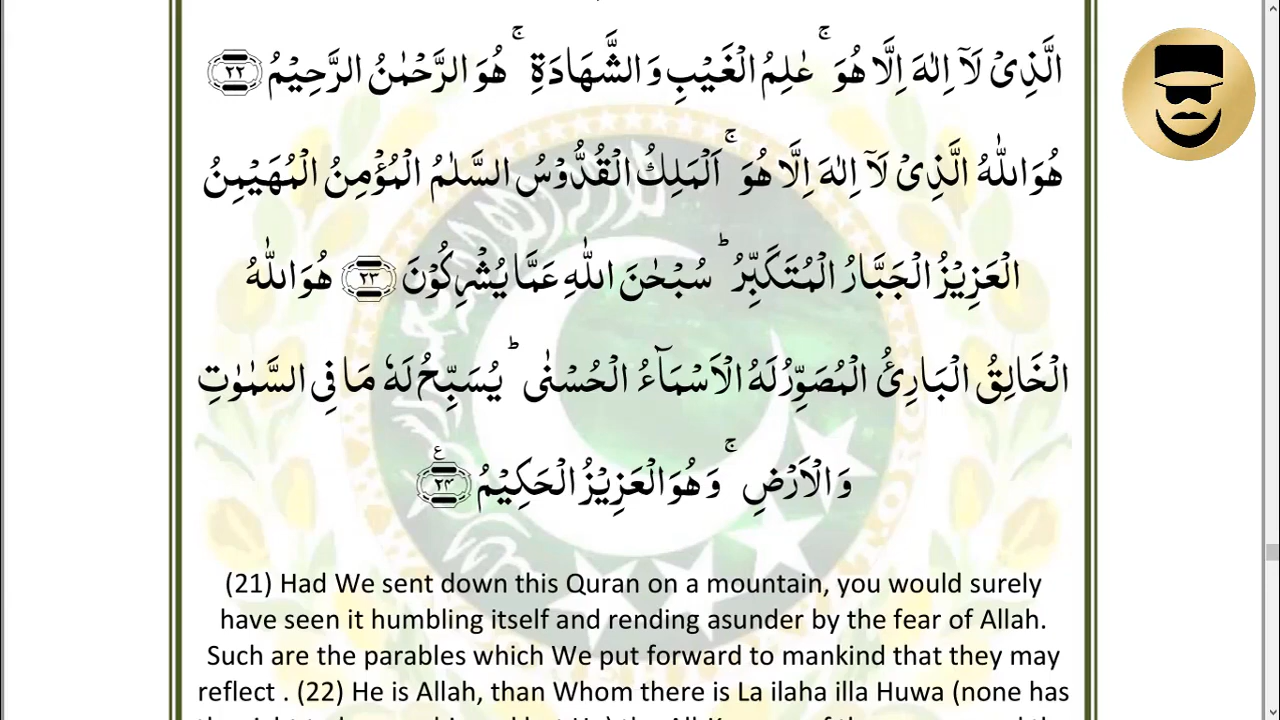 الَّذِیْ لَاۤ اِلٰهَ اِلَّا هُوَ ۚ عٰلِمُ الْغَیْبِ وَ الشَّهَادَةِ ۚ هُوَ الرَّحْمٰنُ الرَّحِیْمُ ﴿۲۲﴾
هُوَ اللّٰهُ الَّذِیْ لَاۤ اِلٰهَ اِلَّا هُوَ ۚ اَلْمَلِكُ الْقُدُّوْسُ السَّلٰمُ الْمُؤْمِنُ الْمُهَیْمِنُ
الْعَزِیْزُ الْجَبَّارُ الْمُتَكَبِّرُ ؕ سُبْحٰنَ اللّٰهِ عَمَّا یُشْرِكُوْنَ ﴿۲۳﴾ هُوَ اللّٰهُ
الْخَالِقُ الْبَارِئُ الْمُصَوِّرُ لَهُ الْاَسْمَآءُ الْحُسْنٰی ؕ یُسَبِّحُ لَهٗ مَا فِی السَّمٰوٰتِ
وَ الْاَرْضِ ۚ وَ هُوَ الْعَزِیْزُ الْحَكِیْمُ ﴿۲۴﴾ ع
(21) Had We sent down this Quran on a mountain, you would surely
have seen it humbling itself and rending asunder by the fear of Allah.
Such are the parables which We put forward to mankind that they may
reflect . (22) He is Allah, than Whom there is La ilaha illa Huwa (none has